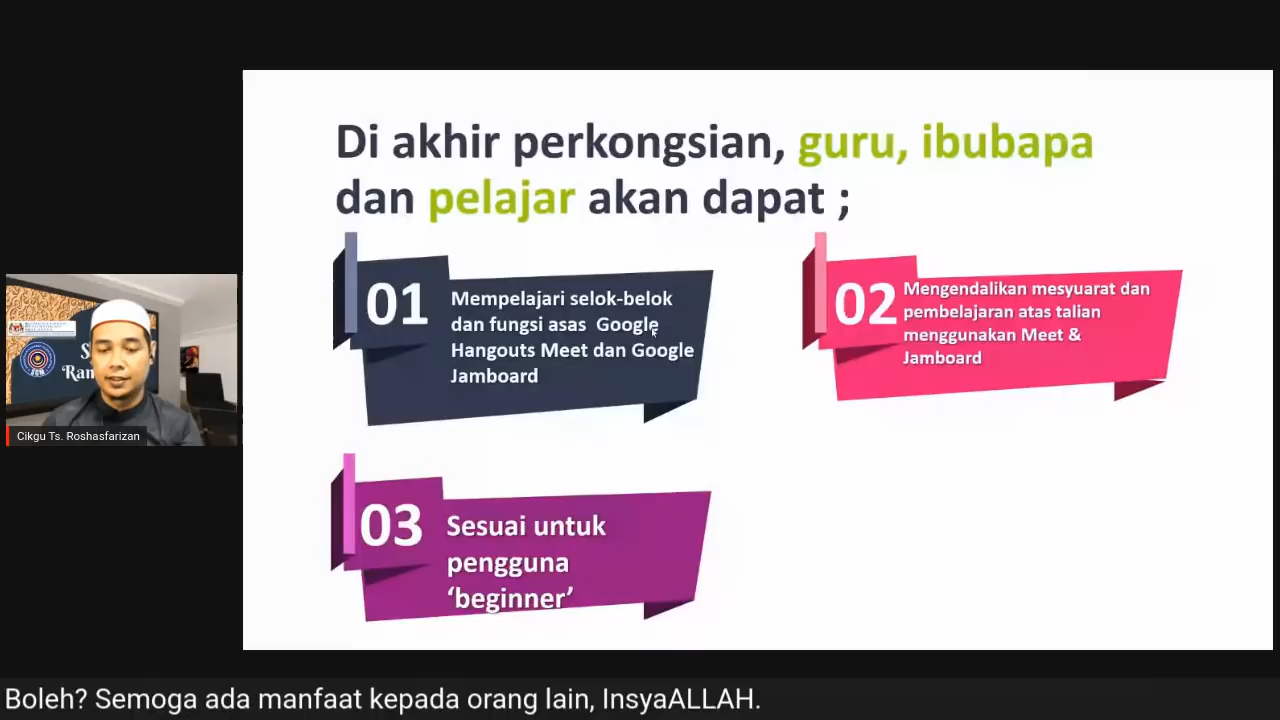 Di akhir perkongsian, guru, ibubapa
dan pelajar akan dapat ;
01
Mempelajari selok-belok
dan fungsi asas Google
Hangouts Meet dan Google
Jamboard
02
Mengendalikan mesyuarat dan
pembelajaran atas talian
menggunakan Meet &
Jamboard
03
Sesuai untuk
pengguna
‘beginner’
Cikgu Ts. Roshasfarizan
Boleh? Semoga ada manfaat kepada orang lain, InsyaALLAH.